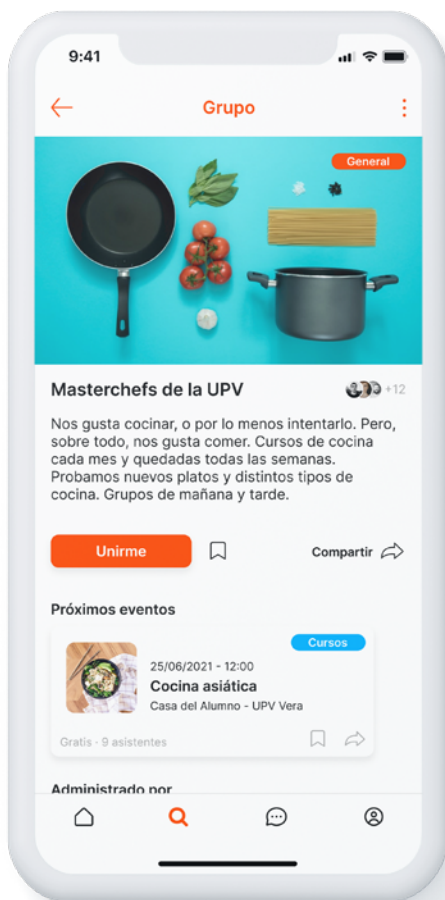 9:41
Grupo
General
Masterchefs de la UPV
+12
Nos gusta cocinar, o por lo menos intentarlo. Pero,
sobre todo, nos gusta comer. Cursos de cocina
cada mes y quedadas todas las semanas.
Probamos nuevos platos y distintos tipos de
cocina. Grupos de mañana y tarde.
Unirme
Compartir
Próximos eventos
Cursos
25/06/2021 - 12:00
Cocina asiática
Casa del Alumno - UPV Vera
Gratis · 9 asistentes
Administrado por